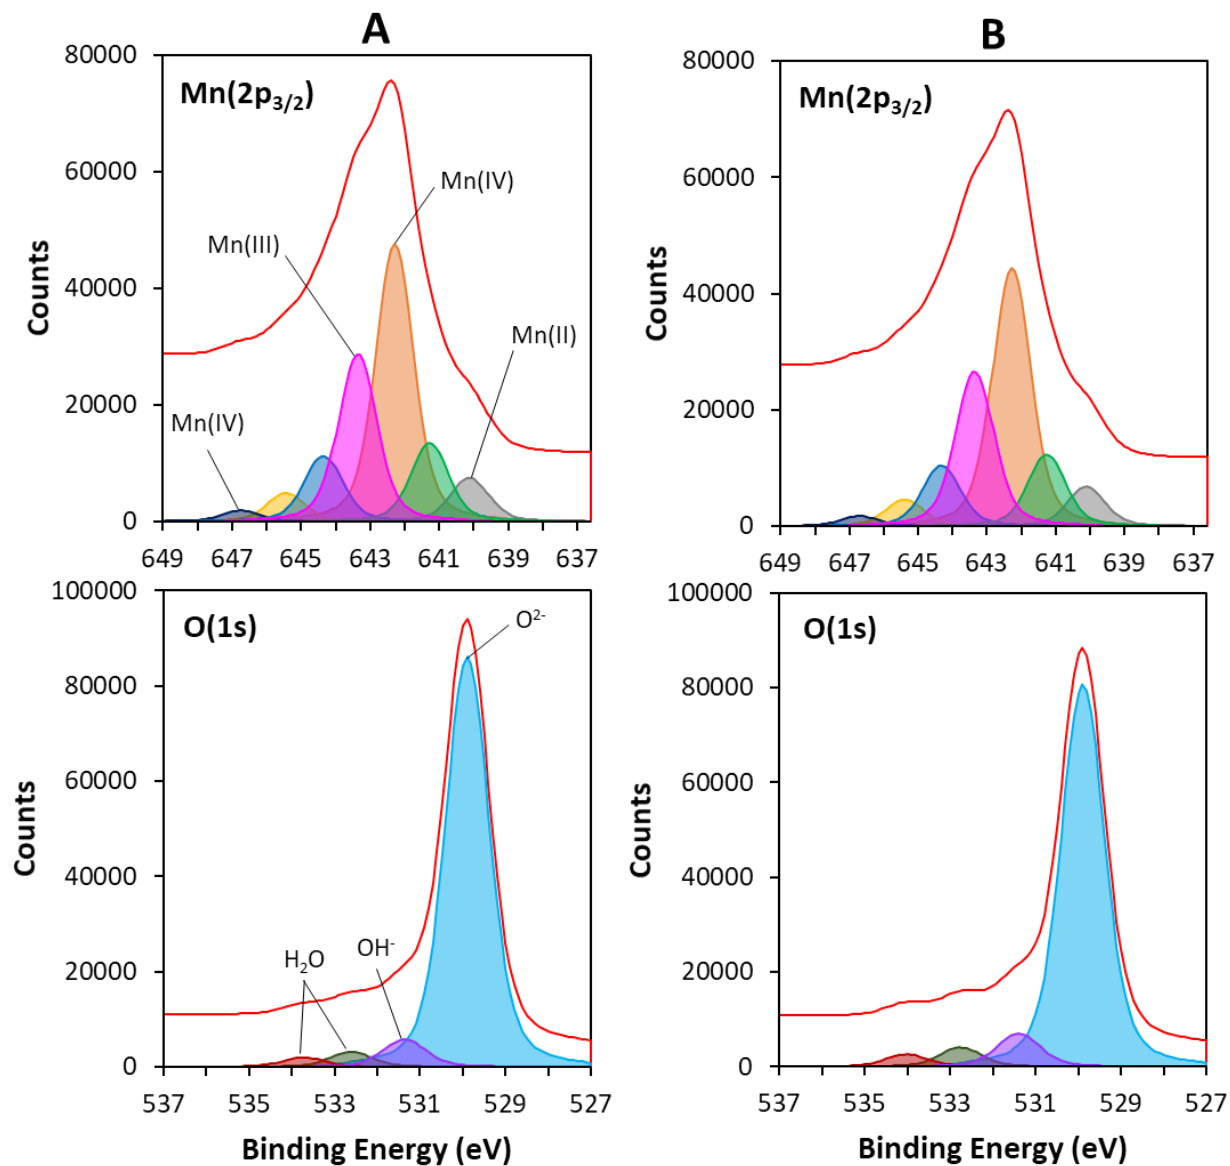 A
B
Mn(2p3/2)
Counts
80000
60000
40000
20000
0
Mn(IV)
Mn(III)
Mn(II)
Mn(IV)
649 647 645 643 641 639 637
Mn(2p3/2)
Counts
80000
60000
40000
20000
0
649 647 645 643 641 639 637
O(1s)
Counts
100000
80000
60000
40000
20000
0
O2-
OH-
H2O
537 535 533 531 529 527
Binding Energy (eV)
O(1s)
Counts
100000
80000
60000
40000
20000
0
537 535 533 531 529 527
Binding Energy (eV)